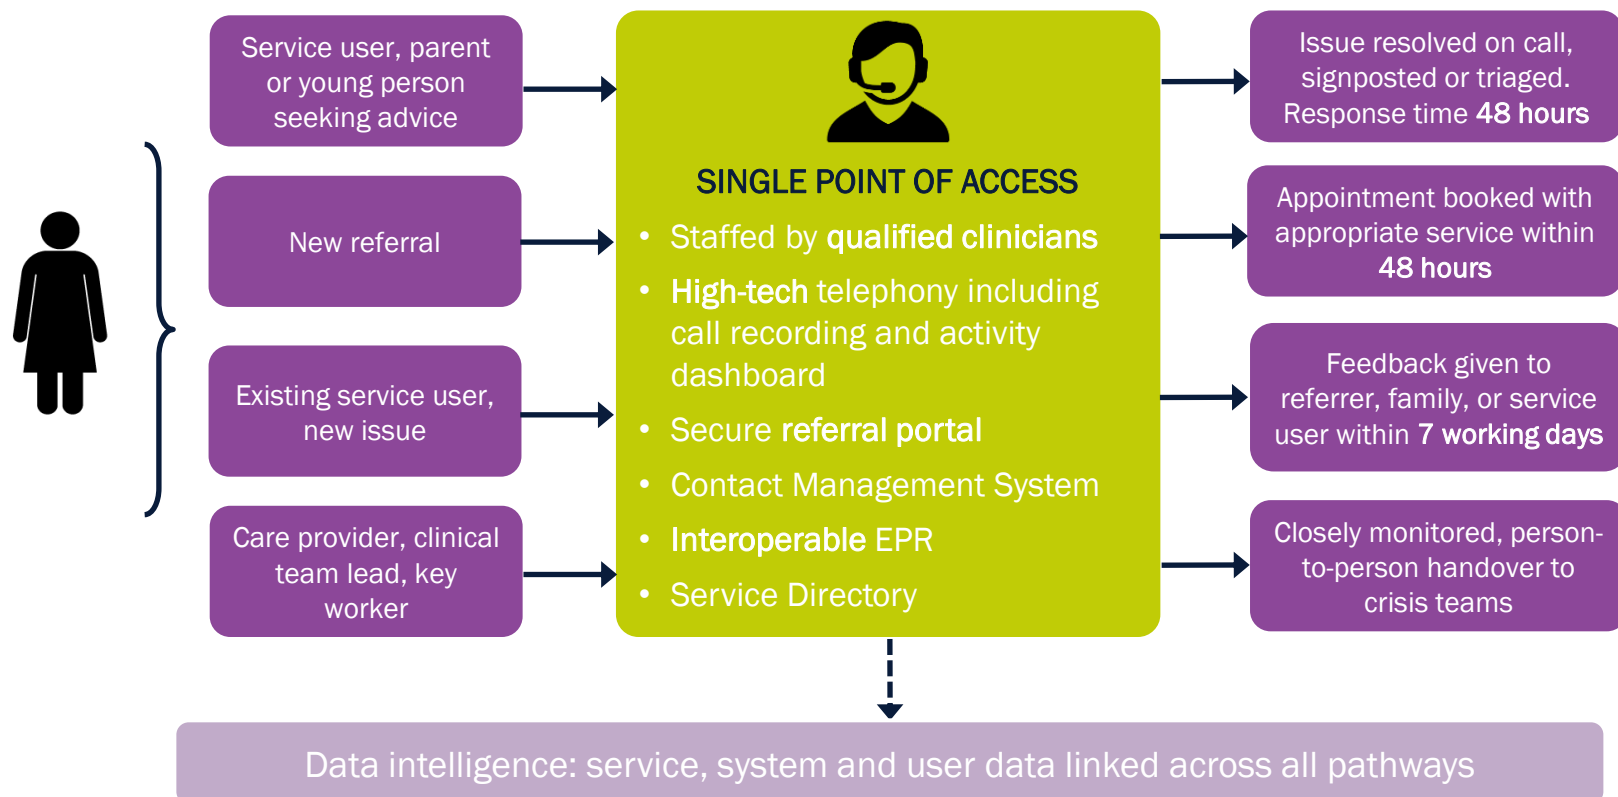 Service user, parent
or young person
seeking advice
New referral
Existing service user,
new issue
Care provider, clinical
team lead, key
worker
SINGLE POINT OF ACCESS
• Staffed by qualified clinicians
• High-tech telephony including
call recording and activity
dashboard
• Secure referral portal
• Contact Management System
• Interoperable EPR
• Service Directory
Issue resolved on call,
signposted or triaged.
Response time 48 hours
Appointment booked with
appropriate service within
48 hours
Feedback given to
referrer, family, or service
user within 7 working days
Closely monitored, person-
to-person handover to
crisis teams
Data intelligence: service, system and user data linked across all pathways